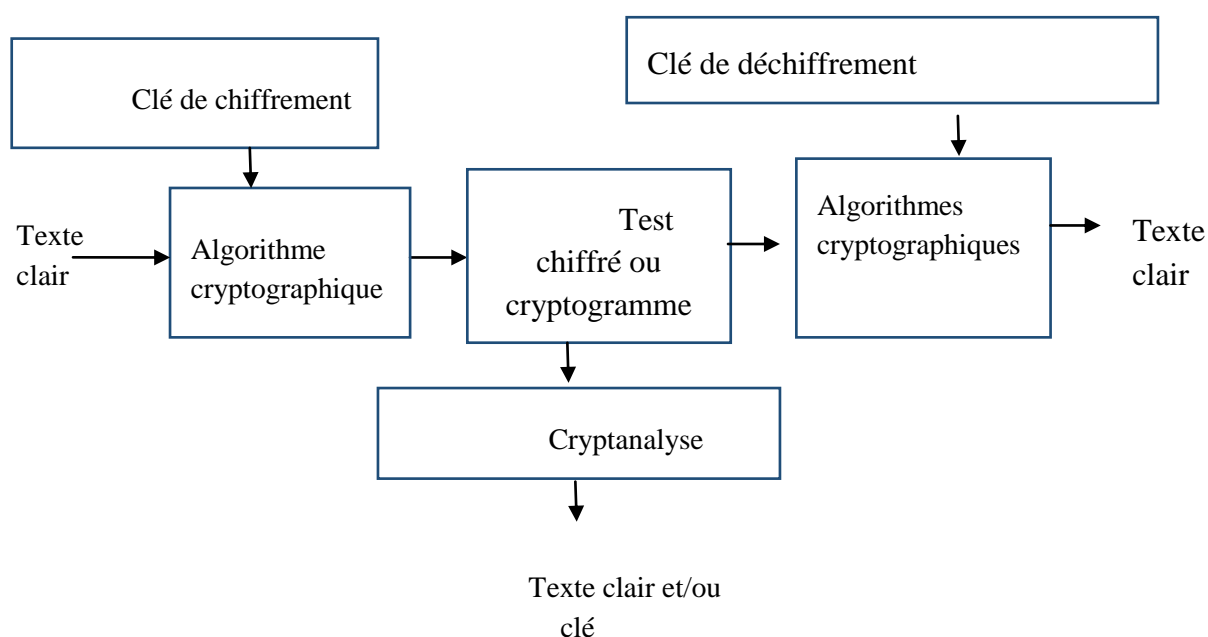 Clé de chiffrement
Clé de déchiffrement
Texte
clair
Algorithme
cryptographique
Test
chiffré ou
cryptogramme
Algorithmes
cryptographiques
Texte
clair
Cryptanalyse
Texte clair et/ou
clé